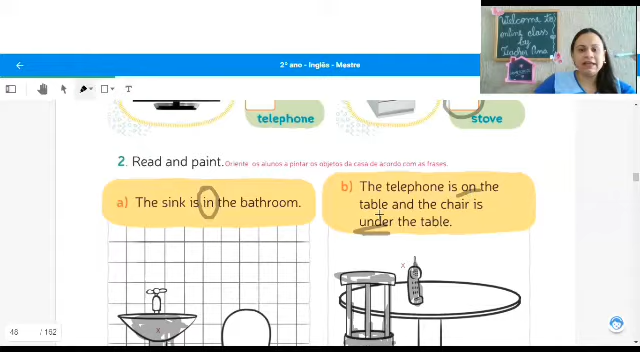 Welcome to
online class
by
Teacher Ana
2º ano - Inglês - Mestre
T
telephone
stove
2. Read and paint. Oriente os alunos a pintar os objetos da casa de acordo com as frases.
a) The sink is in the bathroom.
b) The telephone is on the
table and the chair is
under the table.
x
x
48 / 162